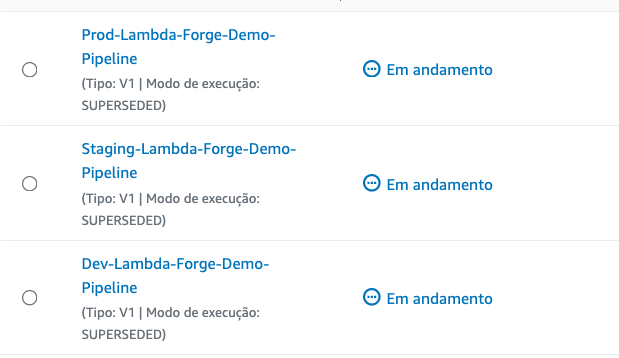 Prod-Lambda-Forge-Demo-
Pipeline
(Tipo: V1 | Modo de execução:
SUPERSEDED)
Em andamento
Staging-Lambda-Forge-Demo-
Pipeline
(Tipo: V1 | Modo de execução:
SUPERSEDED)
Em andamento
Dev-Lambda-Forge-Demo-
Pipeline
(Tipo: V1 | Modo de execução:
SUPERSEDED)
Em andamento